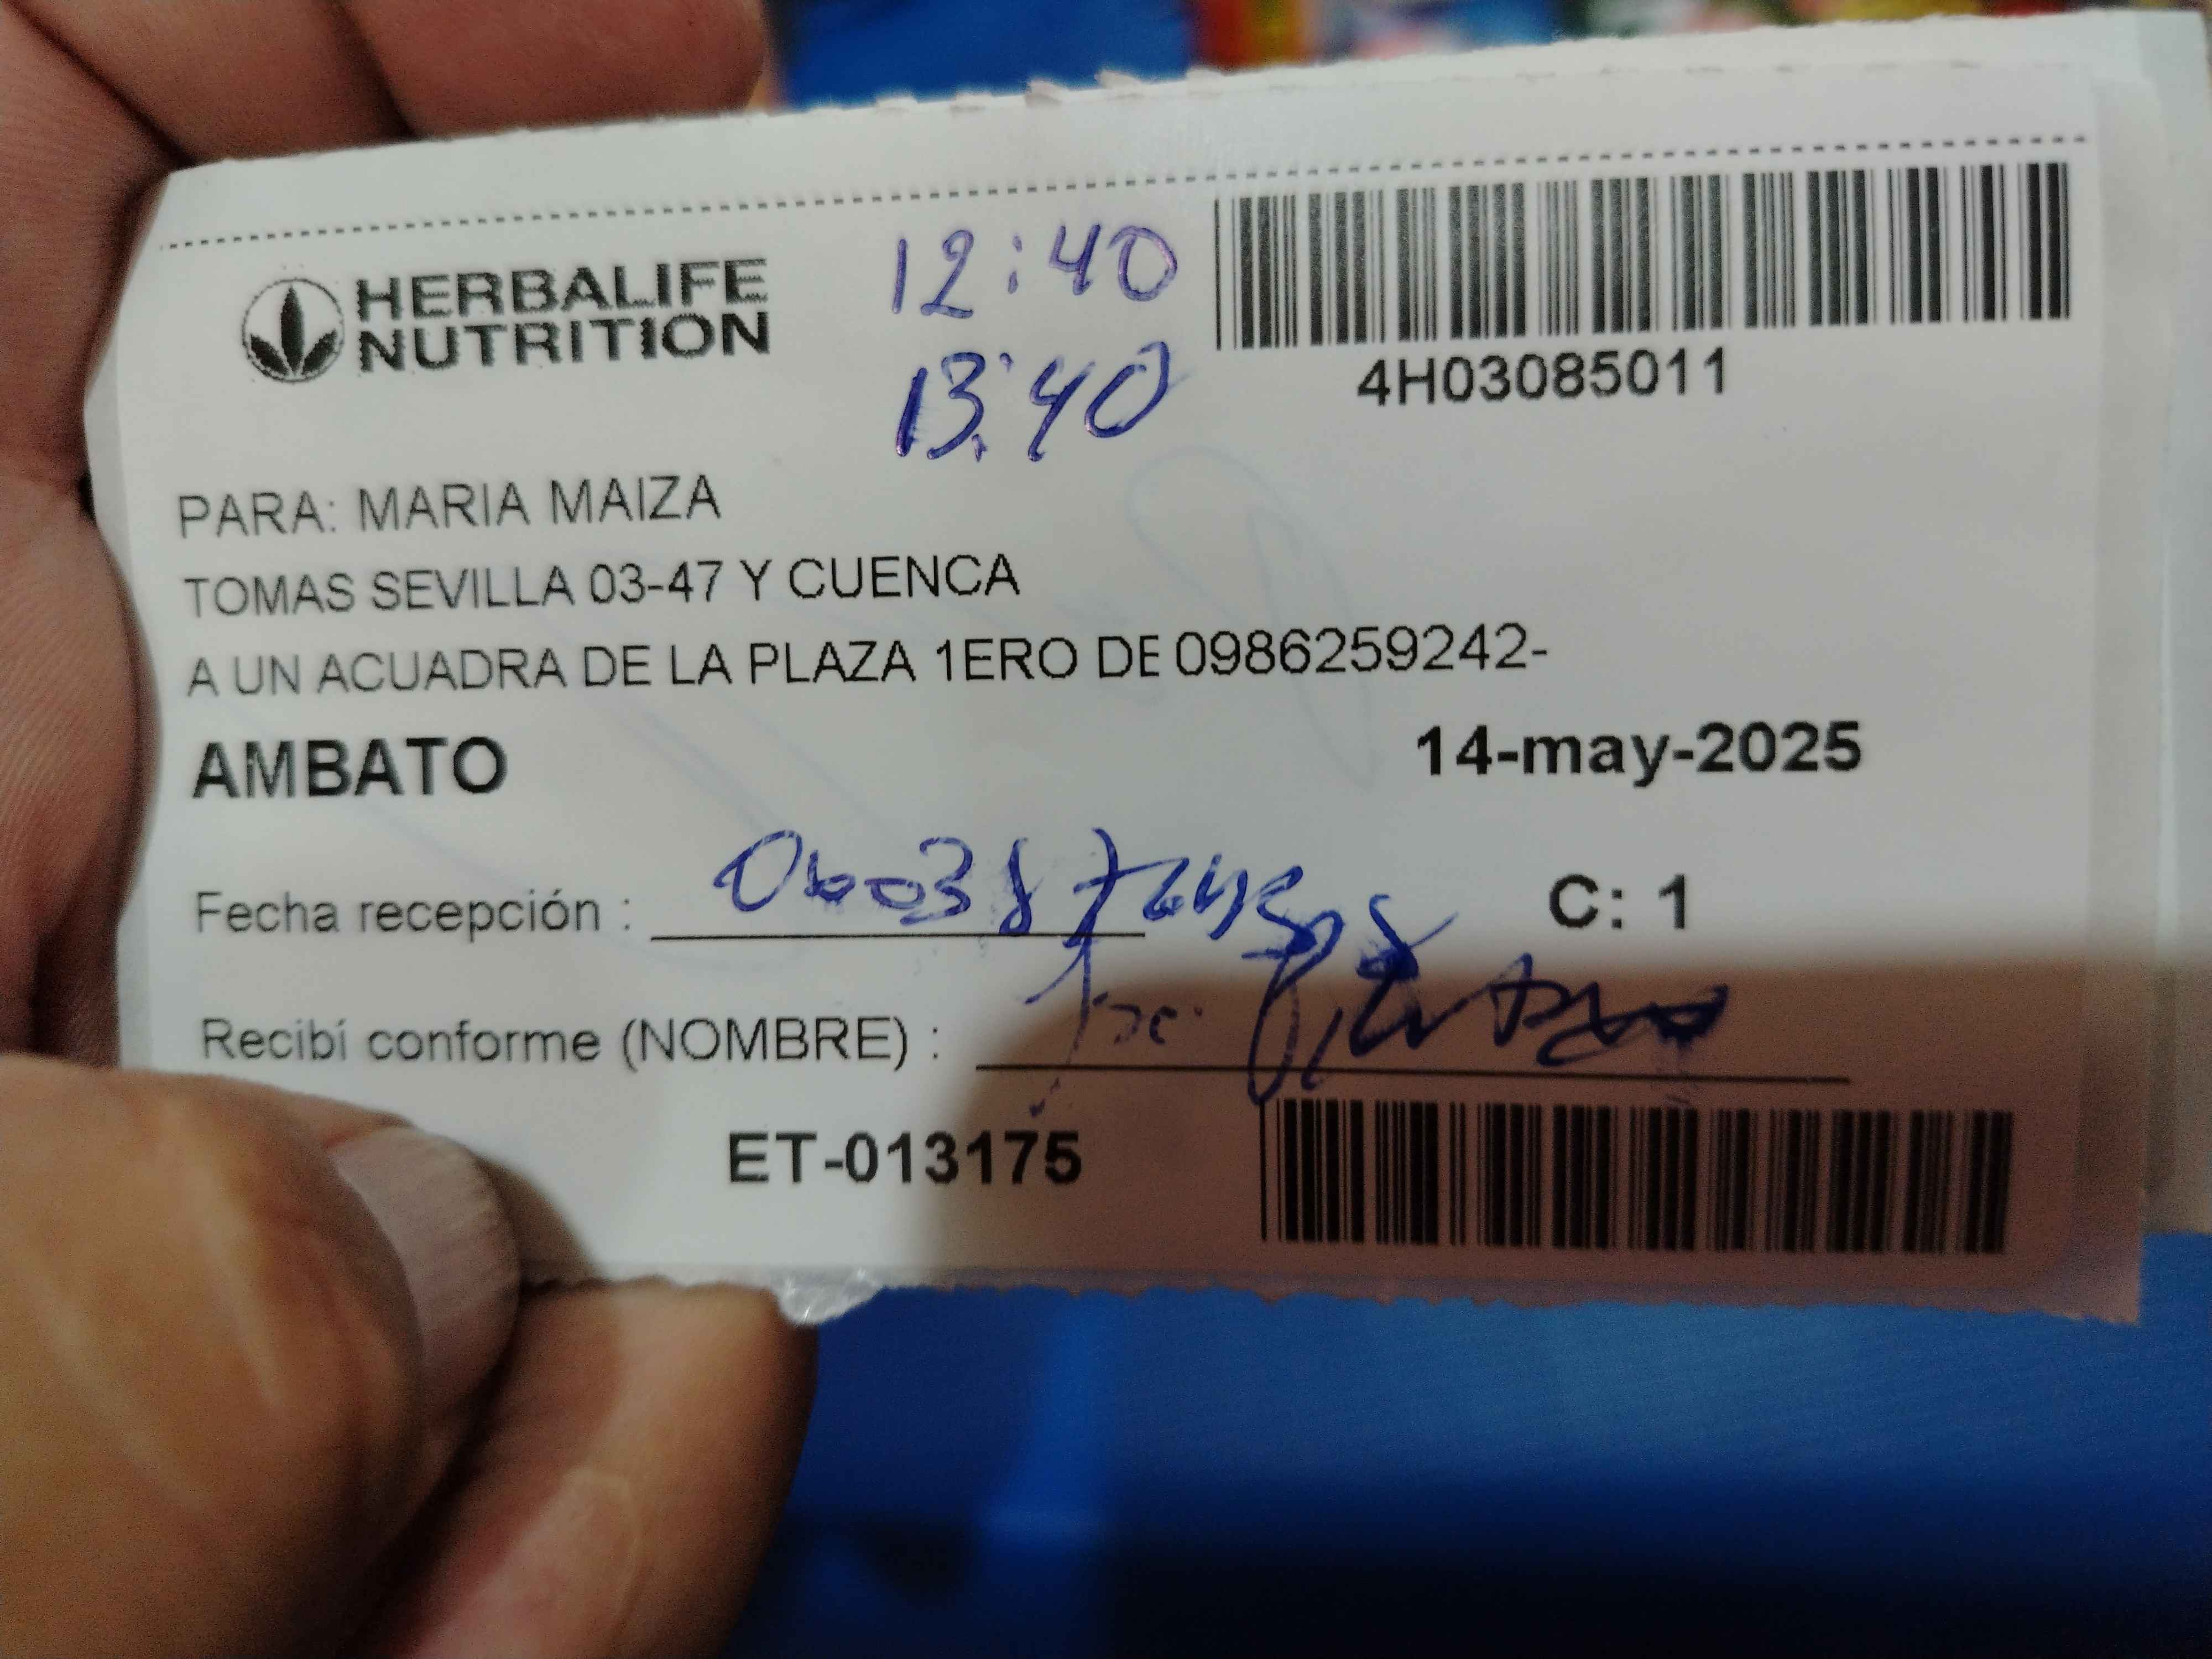 HERBALIFE
NUTRITION
12:40
13:40
4H03085011
PARA: MARIA MAIZA
TOMAS SEVILLA 03-47 Y CUENCA
A UN ACUADRA DE LA PLAZA 1ERO DE 0986259242-
AMBATO
14-may-2025
Fecha recepción :
C: 1
Recibí conforme (NOMBRE) :
ET-013175